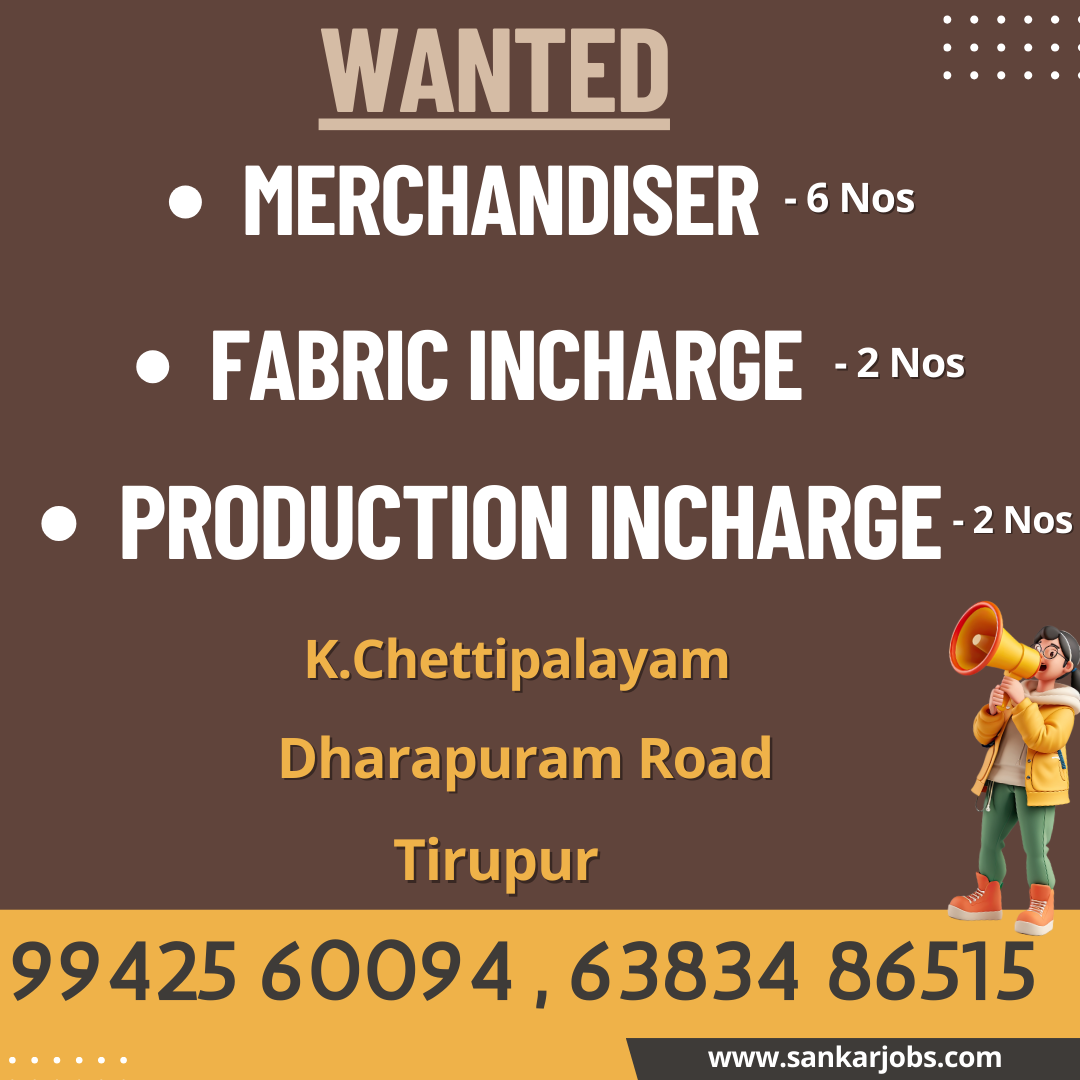 WANTED
• MERCHANDISER - 6 Nos
• FABRIC INCHARGE - 2 Nos
• PRODUCTION INCHARGE - 2 Nos
K.Chettipalayam
Dharapuram Road
Tirupur
99425 60094 , 63834 86515
www.sankarjobs.com